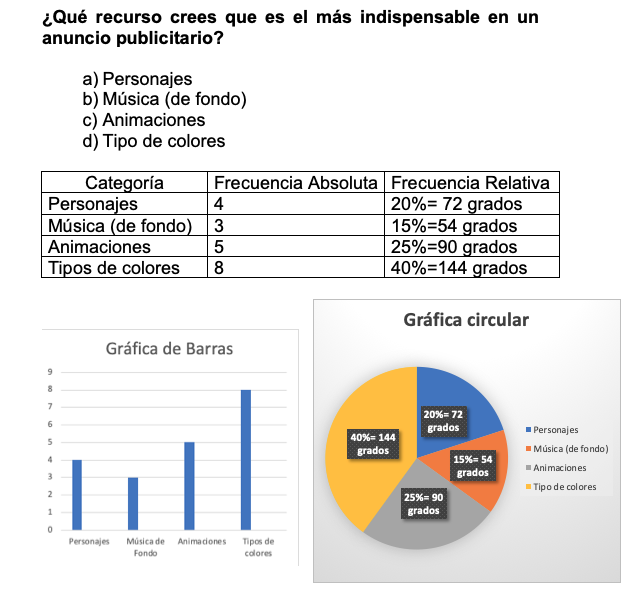 ¿Qué recurso crees que es el más indispensable en un
anuncio publicitario?
a) Personajes
b) Música (de fondo)
c) Animaciones
d) Tipo de colores
Categoría Frecuencia Absoluta Frecuencia Relativa
Personajes 4 20%= 72 grados
Música (de fondo) 3 15%=54 grados
Animaciones 5 25%=90 grados
Tipos de colores 8 40%=144 grados
Gráfica de Barras
9
8
7
6
5
4
3
2
1
0
Personajes Música de Animaciones Tipos de
Fondo colores
Gráfica circular
20%= 72
grados
40%= 144
grados
15%= 54
grados
25%= 90
grados
Personajes
Música (de fondo)
Animaciones
Tipo de colores